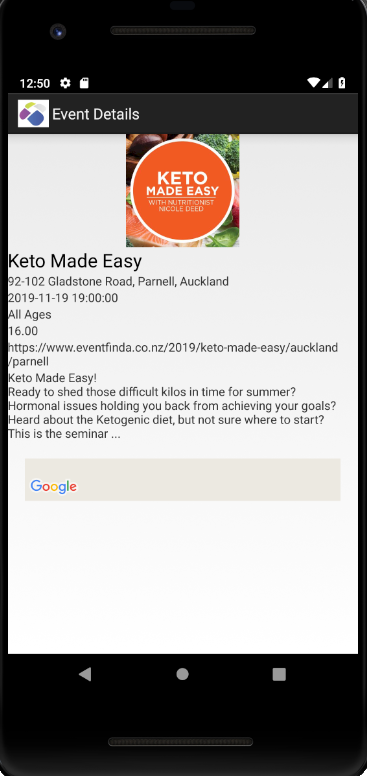 12:50
Event Details
KETO
MADE EASY
WITH NUTRITIONIST
NICOLE DEED
Keto Made Easy
92-102 Gladstone Road, Parnell, Auckland
2019-11-19 19:00:00
All Ages
16.00
https://www.eventfinda.co.nz/2019/keto-made-easy/auckland
/parnell
Keto Made Easy!
Ready to shed those difficult kilos in time for summer?
Hormonal issues holding you back from achieving your goals?
Heard about the Ketogenic diet, but not sure where to start?
This is the seminar ...
Google